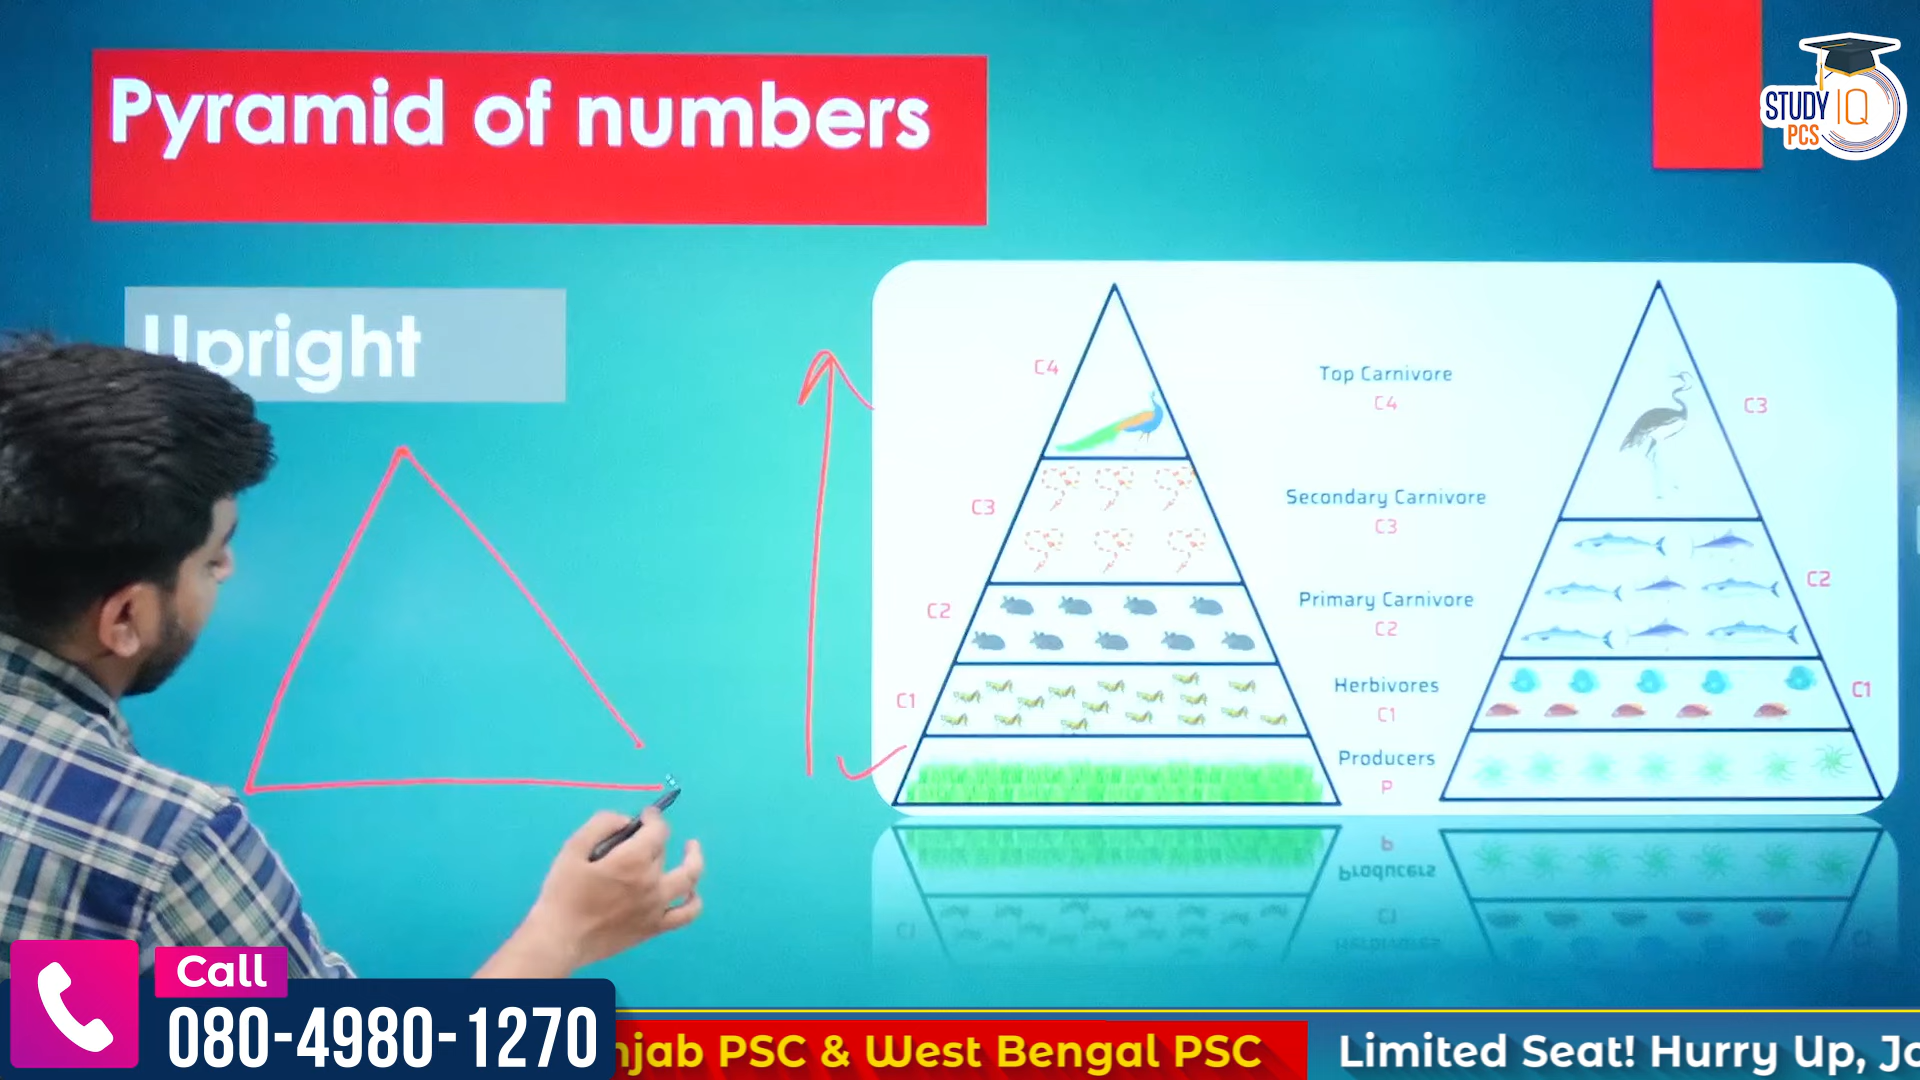 Pyramid of numbers
STUDY IQ
PCS
Upright
C4
C3
C2
C1
Top Carnivore
C4
Secondary Carnivore
C3
Primary Carnivore
C2
Herbivores
C1
Producers
P
C3
C2
C1
Call
080-4980-1270
njab PSC & West Bengal PSC
Limited Seat! Hurry Up, Jo